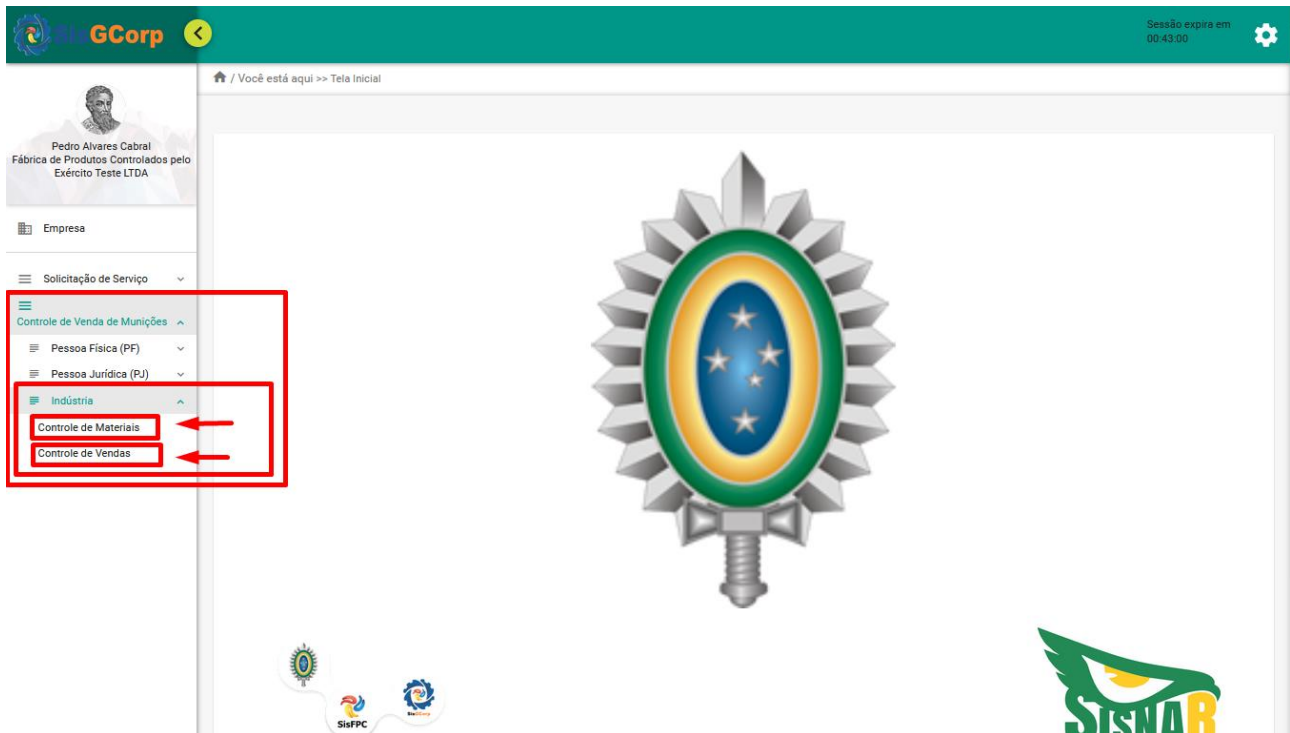 SisGCorp
Sessão expira em
00:43:00
/ Você está aqui >> Tela Inicial
Pedro Alvares Cabral
Fábrica de Produtos Controlados pelo
Exército Teste LTDA
Empresa
Solicitação de Serviço
Controle de Venda de Munições
Pessoa Física (PF)
Pessoa Jurídica (PJ)
Indústria
Controle de Materiais
Controle de Vendas
SisFPC
SisGCorp
SISNAR